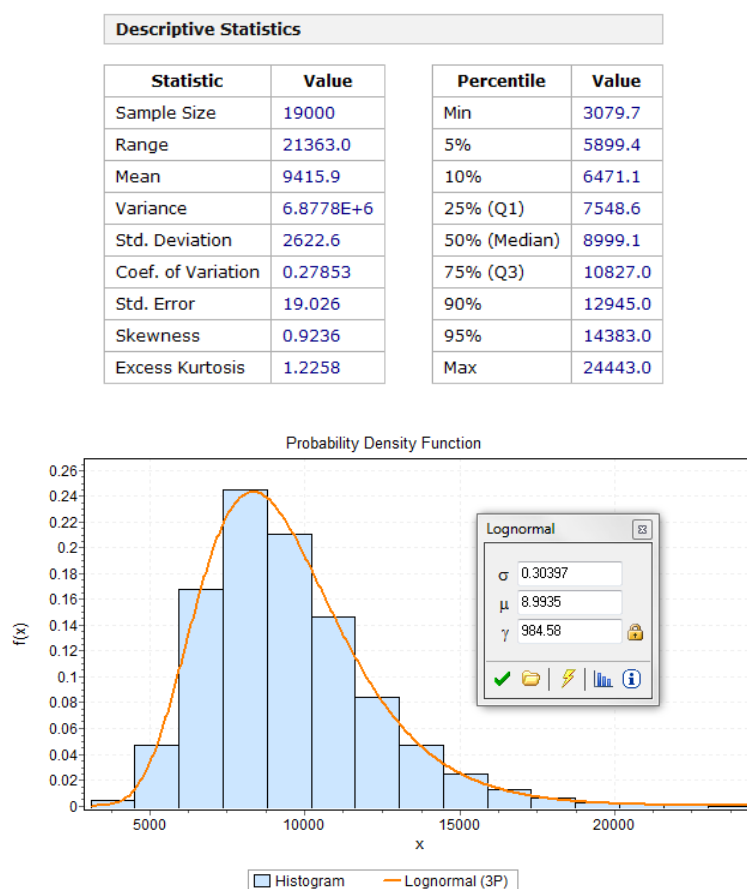 Descriptive Statistics
Statistic Value Percentile Value
Sample Size 19000 Min 3079.7
Range 21363.0 5% 5899.4
Mean 9415.9 10% 6471.1
Variance 6.8778E+6 25% (Q1) 7548.6
Std. Deviation 2622.6 50% (Median) 8999.1
Coef. of Variation 0.27853 75% (Q3) 10827.0
Std. Error 19.026 90% 12945.0
Skewness 0.9236 95% 14383.0
Excess Kurtosis 1.2258 Max 24443.0
Probability Density Function
0.26
0.24
0.22
0.2
0.18
0.16
0.14
0.12
0.1
0.08
0.06
0.04
0.02
0
f(x)
Lognormal
σ 0.30397
μ 8.9935
γ 984.58
5000 10000 15000 20000
x
Histogram Lognormal (3P)